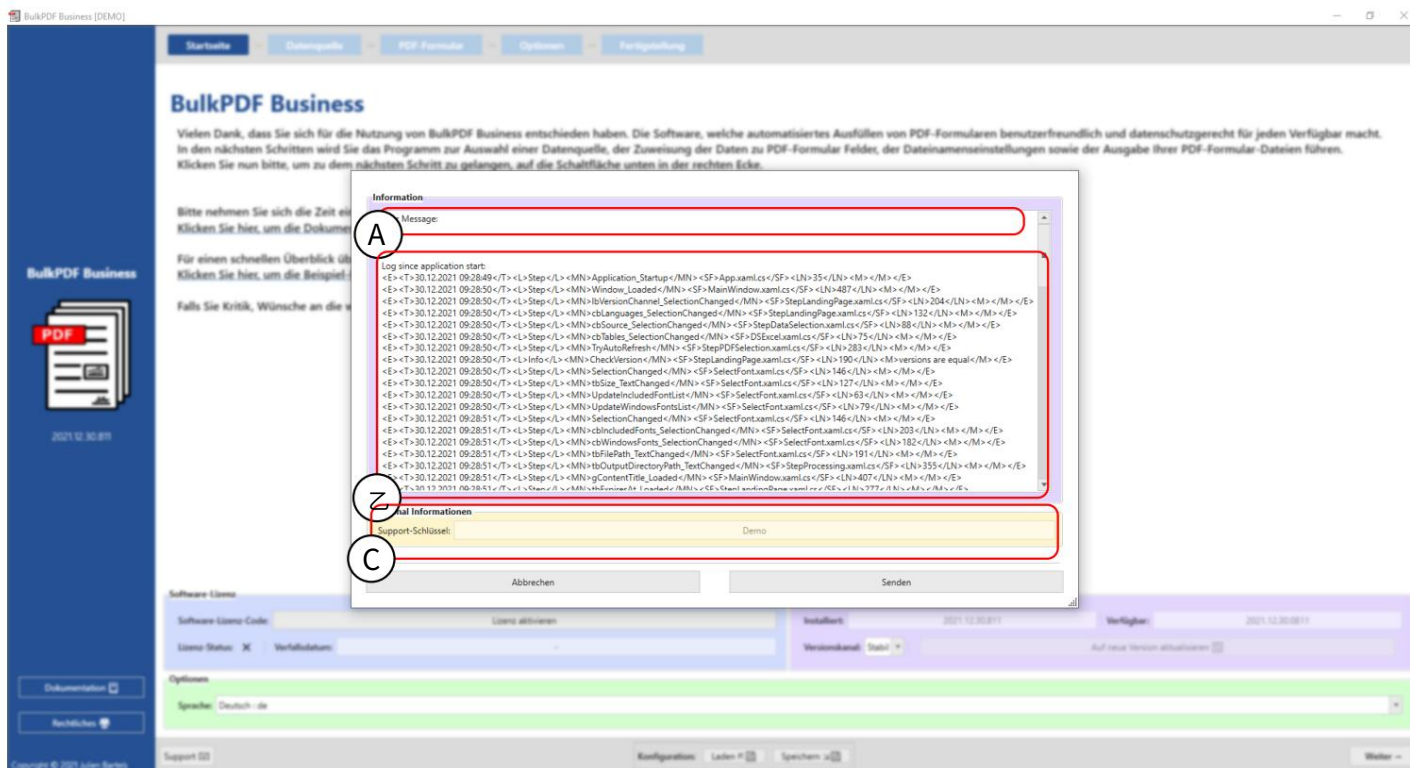 BulkPDF Business [DEMO]
Startseite
Datenquelle
PDF-Formular
Optionen
Fertigstellung
BulkPDF Business
Vielen Dank, dass Sie sich für die Nutzung von BulkPDF Business entschieden haben. Die Software, welche automatisiertes Ausfüllen von PDF-Formularen benutzerfreundlich und datenschutzgerecht für jeden Verfügbar macht.
In den nächsten Schritten wird Sie das Programm zur Auswahl einer Datenquelle, der Zuweisung der Daten zu PDF-Formular Felder, der Dateinamenseinstellungen sowie der Ausgabe Ihrer PDF-Formular-Dateien führen.
Klicken Sie nun bitte, um zu dem nächsten Schritt zu gelangen, auf die Schaltfläche unten in der rechten Ecke.
Bitte nehmen Sie sich die Zeit
Klicken Sie hier, um die
Für einen schnellen Überblick
Klicken Sie hier, um die Beispiel-
Falls Sie Kritik, Wünsche an die
BulkPDF Business
PDF
2021.12.30.811
Information
A
Message:
Log since application start:
<E><T>30.12.2021 09:28:49</T><L>Step</L><MN>Application_Startup</MN><SF>App.xaml.cs</SF><LN>35</LN><M></M></E>
<E><T>30.12.2021 09:28:50</T><L>Step</L><MN>Window_Loaded</MN><SF>MainWindow.xaml.cs</SF><LN>487</LN><M></M></E>
<E><T>30.12.2021 09:28:50</T><L>Step</L><MN>lbVersionChannel_SelectionChanged</MN><SF>StepLandingPage.xaml.cs</SF><LN>204</LN><M></M></E>
<E><T>30.12.2021 09:28:50</T><L>Step</L><MN>cbLanguages_SelectionChanged</MN><SF>StepLandingPage.xaml.cs</SF><LN>132</LN><M></M></E>
<E><T>30.12.2021 09:28:50</T><L>Step</L><MN>cbSource_SelectionChanged</MN><SF>StepDataSelection.xaml.cs</SF><LN>88</LN><M></M></E>
<E><T>30.12.2021 09:28:50</T><L>Step</L><MN>cbTables_SelectionChanged</MN><SF>DSExcel.xaml.cs</SF><LN>75</LN><M></M></E>
<E><T>30.12.2021 09:28:50</T><L>Step</L><MN>TryAutoRefresh</MN><SF>StepPDFSelection.xaml.cs</SF><LN>283</LN><M></M></E>
<E><T>30.12.2021 09:28:50</T><L>Info</L><MN>CheckVersion</MN><SF>StepLandingPage.xaml.cs</SF><LN>190</LN><M>versions are equal</M></E>
<E><T>30.12.2021 09:28:50</T><L>Step</L><MN>SelectionChanged</MN><SF>SelectFont.xaml.cs</SF><LN>146</LN><M></M></E>
<E><T>30.12.2021 09:28:50</T><L>Step</L><MN>tbSize_TextChanged</MN><SF>SelectFont.xaml.cs</SF><LN>127</LN><M></M></E>
<E><T>30.12.2021 09:28:50</T><L>Step</L><MN>UpdateIncludedFontList</MN><SF>SelectFont.xaml.cs</SF><LN>63</LN><M></M></E>
<E><T>30.12.2021 09:28:50</T><L>Step</L><MN>UpdateWindowsFontsList</MN><SF>SelectFont.xaml.cs</SF><LN>79</LN><M></M></E>
<E><T>30.12.2021 09:28:51</T><L>Step</L><MN>SelectionChanged</MN><SF>SelectFont.xaml.cs</SF><LN>146</LN><M></M></E>
<E><T>30.12.2021 09:28:51</T><L>Step</L><MN>cbIncludedFonts_SelectionChanged</MN><SF>SelectFont.xaml.cs</SF><LN>203</LN><M></M></E>
<E><T>30.12.2021 09:28:51</T><L>Step</L><MN>cbWindowsFonts_SelectionChanged</MN><SF>SelectFont.xaml.cs</SF><LN>182</LN><M></M></E>
<E><T>30.12.2021 09:28:51</T><L>Step</L><MN>tbFilePath_TextChanged</MN><SF>SelectFont.xaml.cs</SF><LN>191</LN><M></M></E>
<E><T>30.12.2021 09:28:51</T><L>Step</L><MN>tbOutputDirectoryPath_TextChanged</MN><SF>StepProcessing.xaml.cs</SF><LN>355</LN><M></M></E>
<E><T>30.12.2021 09:28:51</T><L>Step</L><MN>gContentTitle_Loaded</MN><SF>MainWindow.xaml.cs</SF><LN>407</LN><M></M></E>
<T>30.12.2021 09:28:51</T><L>Step</L><MN>tbExpiresAt_Loaded</MN><SF>StepLandingPage.xaml.cs</SF><LN>277</LN><M></M></E>
乙
Informationen
Support-Schlüssel:
Demo
C
Abbrechen
Senden
Software-Lizenz
Software-Lizenz-Code:
Lizenz aktivieren
Installiert:
2021.12.30.811
Verfügbar:
2021.12.30.0811
Lizenz-Status:
Verfallsdatum:
-
Versionskanal:
Stabil
Auf neue Version aktualisieren
Optionen
Sprache:
Deutsch : de
Dokumentation
Rechtliches
Copyright © 2021 Julian Bartels
Support
Konfiguration:
Laden
Speichern
Weiter